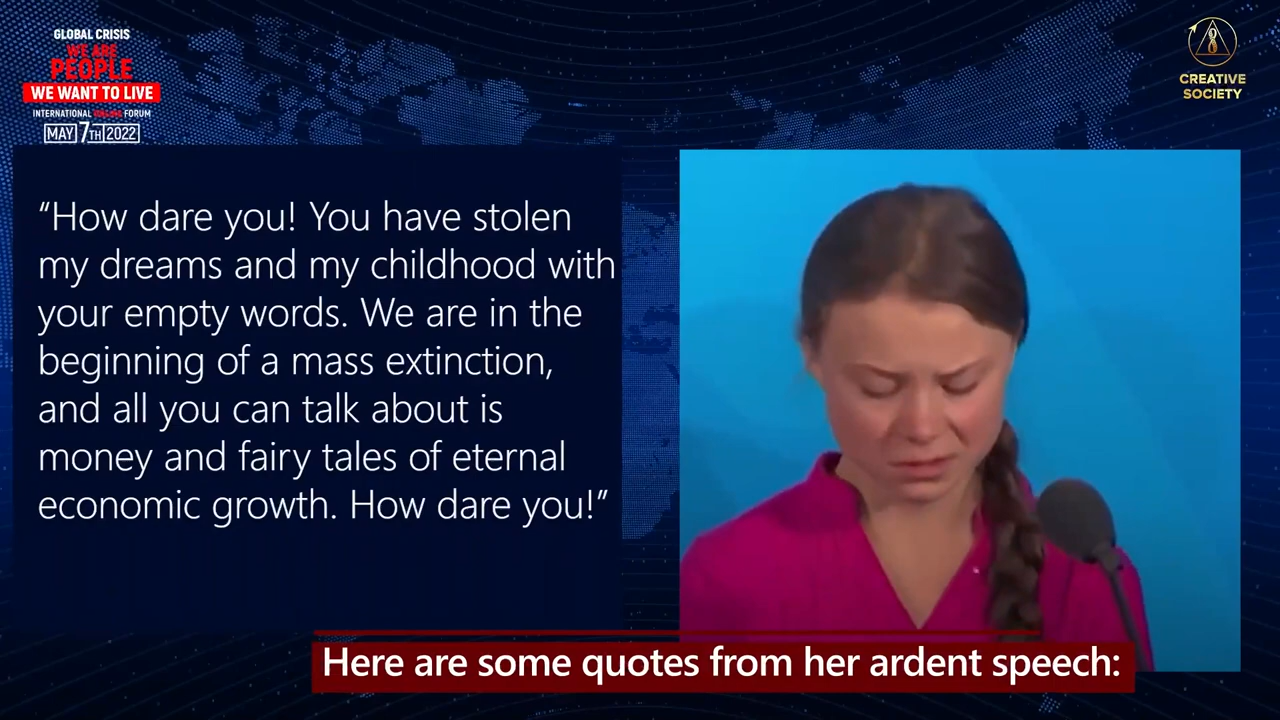 GLOBAL CRISIS
WE ARE
PEOPLE
WE WANT TO LIVE
INTERNATIONAL ONLINE FORUM
MAY 7TH 2022
CREATIVE
SOCIETY
“How dare you! You have stolen
my dreams and my childhood with
your empty words. We are in the
beginning of a mass extinction,
and all you can talk about is
money and fairy tales of eternal
economic growth. How dare you!”
Here are some quotes from her ardent speech: